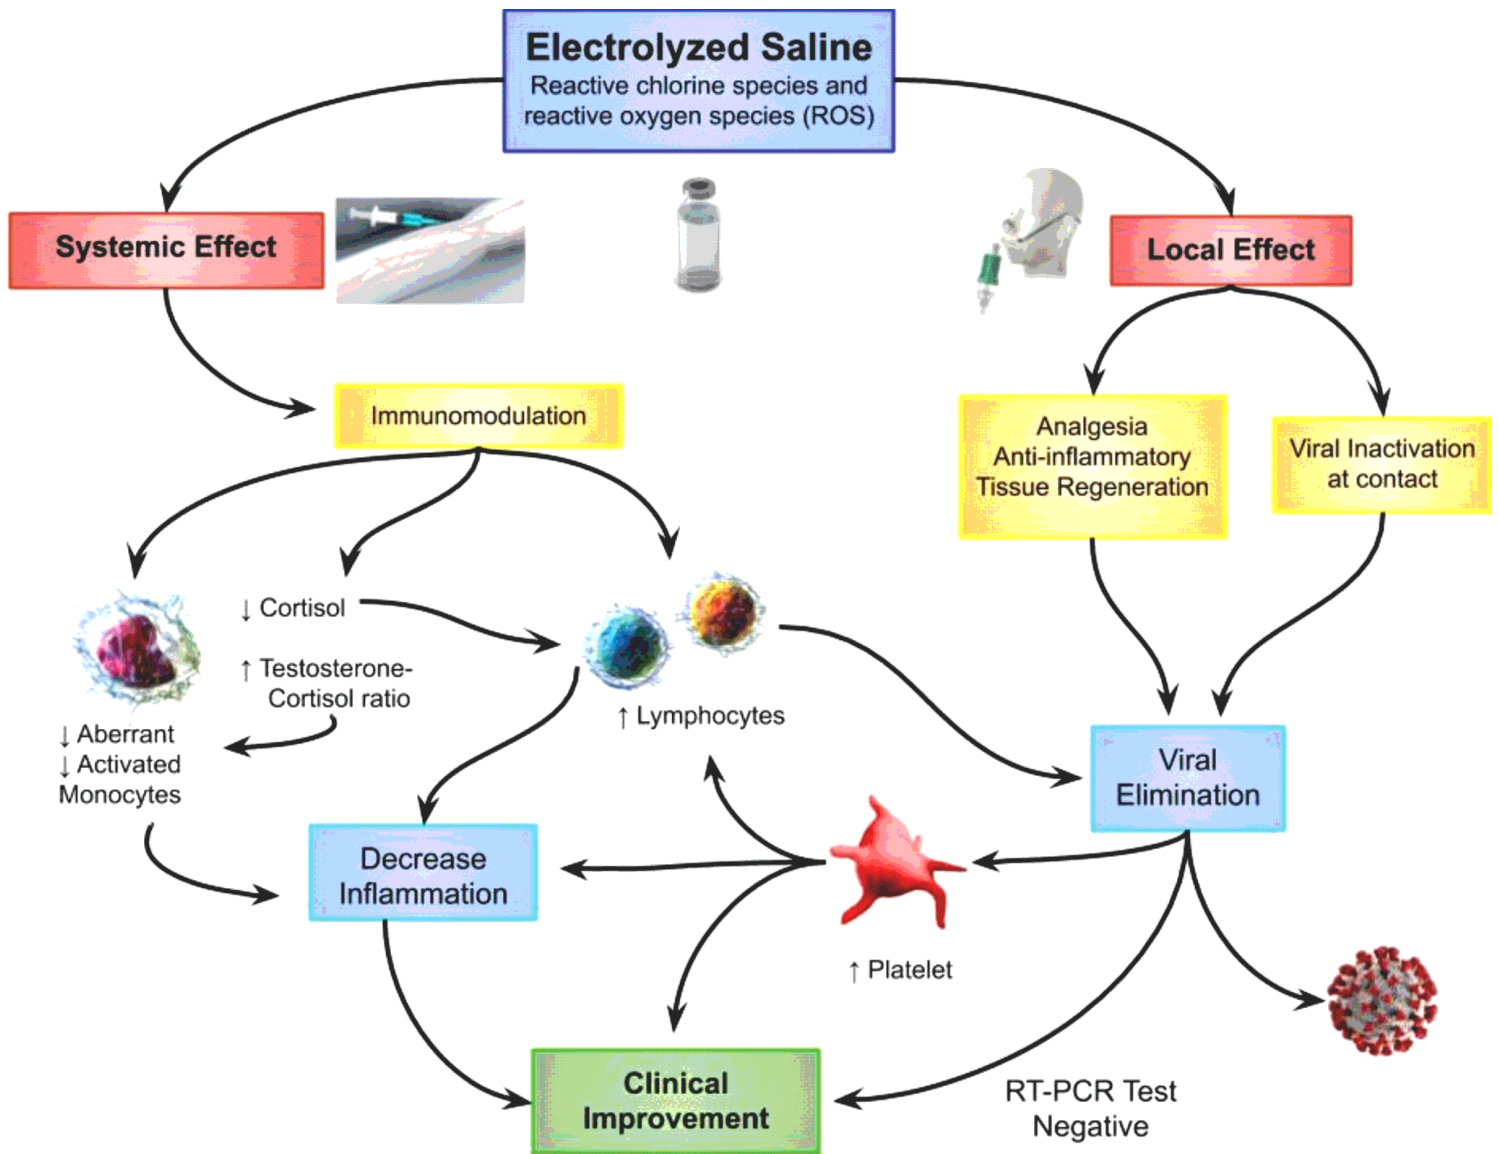 Electrolyzed Saline
Reactive chlorine species and
reactive oxygen species (ROS)
Systemic Effect
Local Effect
Immunomodulation
Analgesia
Anti-inflammatory
Tissue Regeneration
Viral Inactivation
at contact
↓ Cortisol
↑ Testosterone-
Cortisol ratio
↑ Lymphocytes
↓ Aberrant
↓ Activated
Monocytes
Viral
Elimination
Decrease
Inflammation
↑ Platelet
Clinical
Improvement
RT-PCR Test
Negative